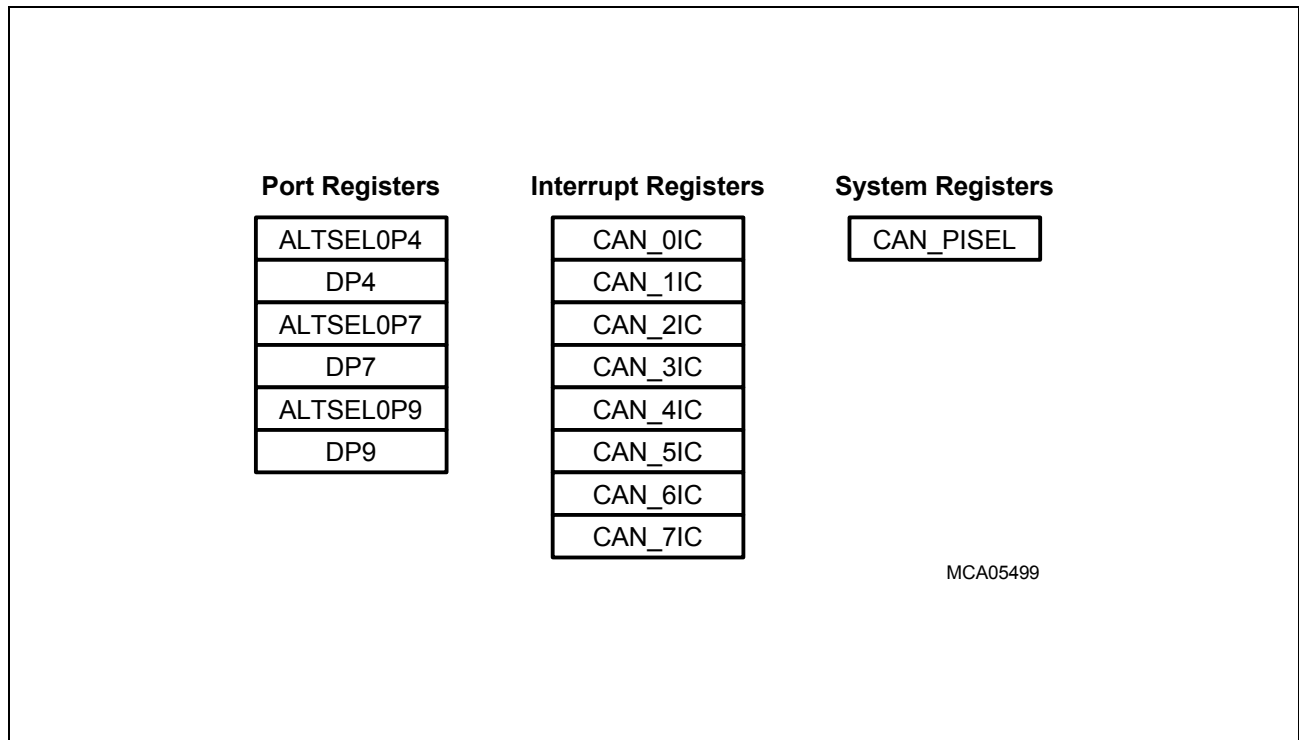 Port Registers
ALTSEL0P4
DP4
ALTSEL0P7
DP7
ALTSEL0P9
DP9
Interrupt Registers
CAN_0IC
CAN_1IC
CAN_2IC
CAN_3IC
CAN_4IC
CAN_5IC
CAN_6IC
CAN_7IC
System Registers
CAN_PISEL
MCA05499